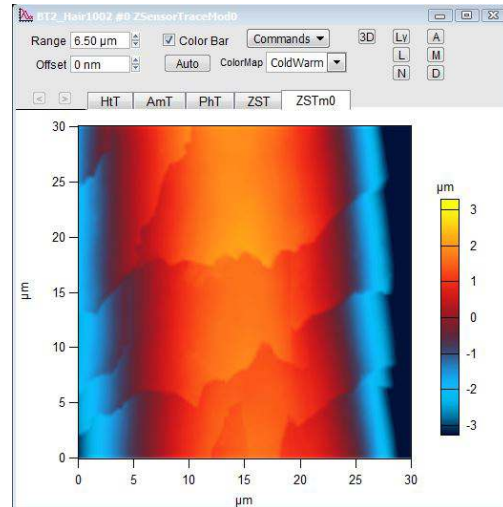 BT2_Hair1002 #0 ZSensorTraceMod0
Range 6.50 µm Color Bar Commands 3D Ly A
L M
Offset 0 nm Auto ColorMap ColdWarm N D
< > HtT AmT PhT ZST ZSTm0
30
25
20
15
10
5
0
µm
0 5 10 15 20 25 30
µm
µm
3
2
1
0
-1
-2
-3